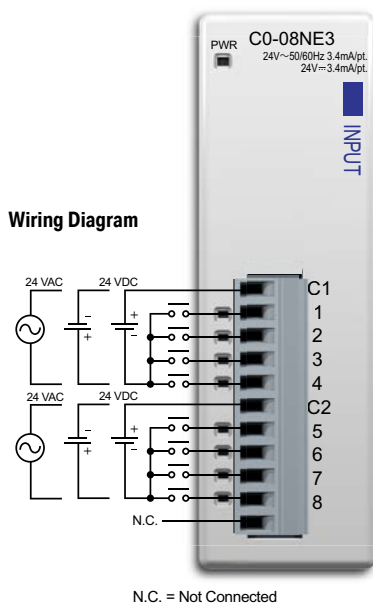 PWR
C0-08NE3
24V~50/60Hz 3.4mA/pt.
24V⎓3.4mA/pt.
INPUT
Wiring Diagram
24 VAC
24 VDC
C1
1
2
3
4
24 VAC
24 VDC
C2
5
6
7
8
N.C.
N.C. = Not Connected